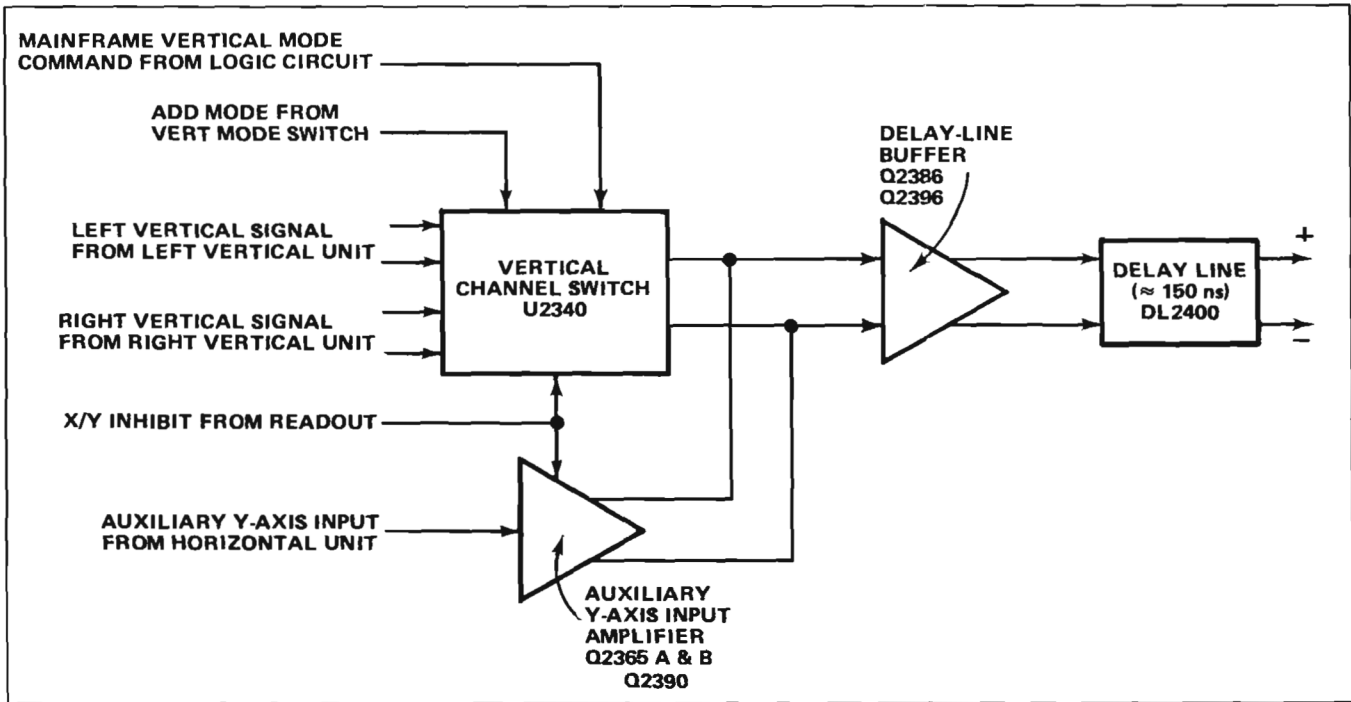 MAINFRAME VERTICAL MODE
COMMAND FROM LOGIC CIRCUIT
ADD MODE FROM
VERT MODE SWITCH
LEFT VERTICAL SIGNAL
FROM LEFT VERTICAL UNIT
RIGHT VERTICAL SIGNAL
FROM RIGHT VERTICAL UNIT
X/Y INHIBIT FROM READOUT
AUXILIARY Y-AXIS INPUT
FROM HORIZONTAL UNIT
VERTICAL
CHANNEL SWITCH
U2340
AUXILIARY
Y-AXIS INPUT
AMPLIFIER
Q2365 A & B
Q2390
DELAY-LINE
BUFFER
Q2386
Q2396
DELAY LINE
(≈ 150 ns)
DL2400
+
−